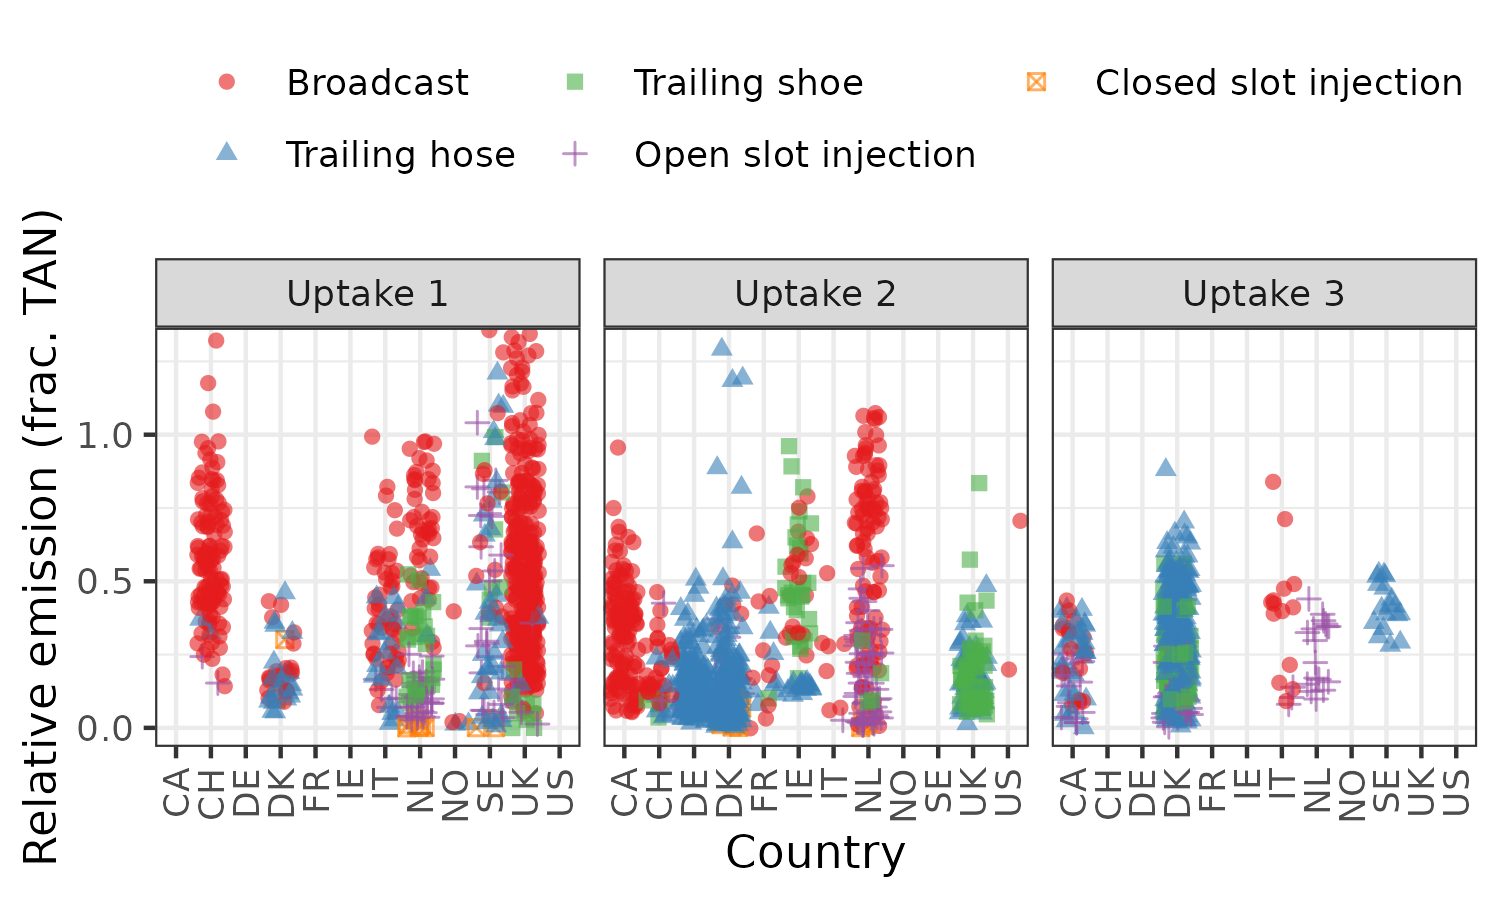 Broadcast
Trailing shoe
Closed slot injection
Trailing hose
Open slot injection
Relative emission (frac. TAN)
Uptake 1
Uptake 2
Uptake 3
1.0
0.5
0.0
CA CH DE DK FR IE IT NL NO SE UK US
CA CH DE DK FR IE IT NL NO SE UK US
CA CH DE DK FR IE IT NL NO SE UK US
Country